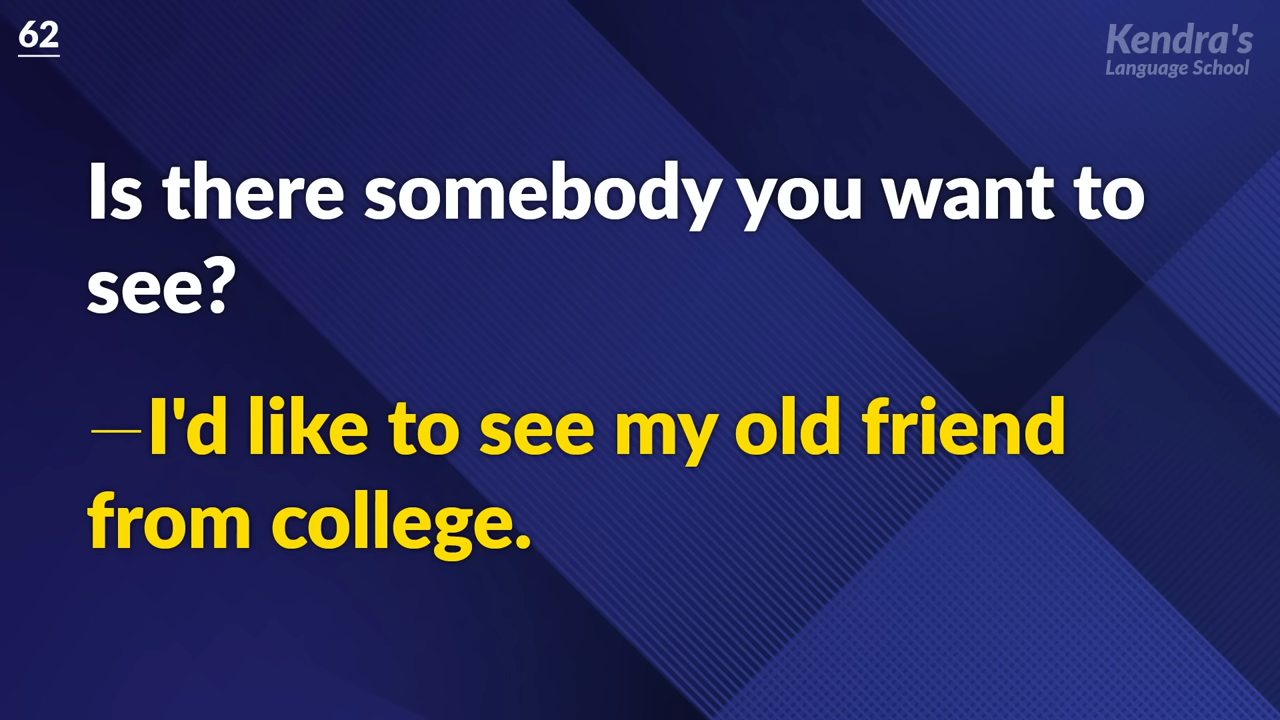 62
Kendra's
Language School
Is there somebody you want to
see?
—I'd like to see my old friend
from college.